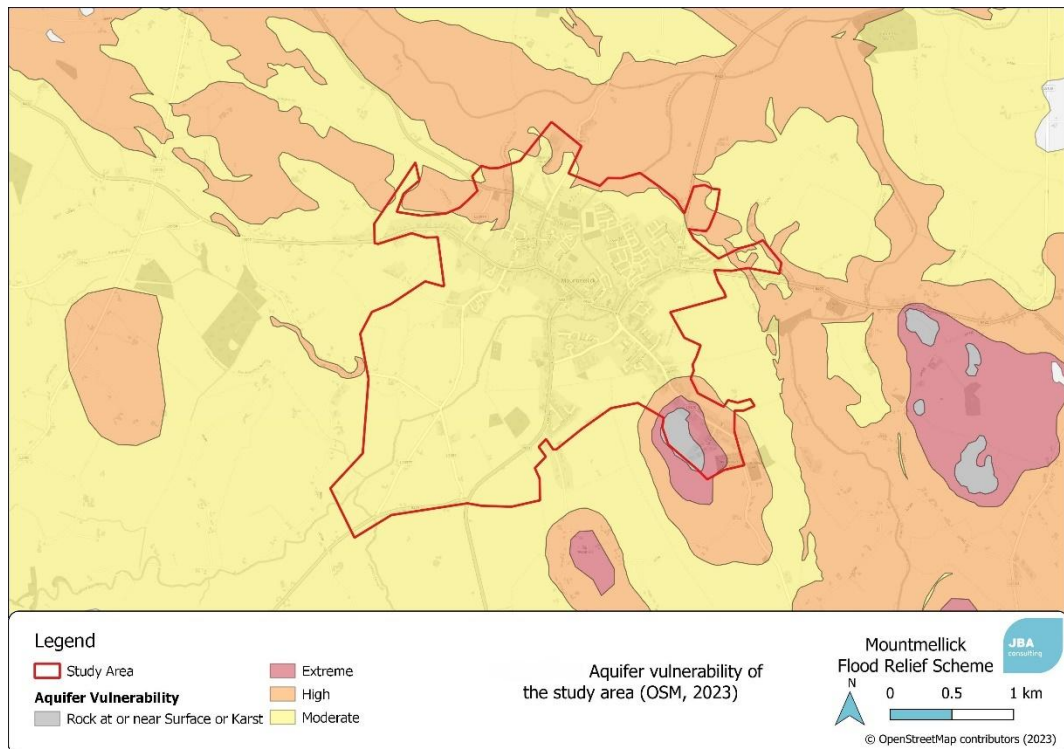 MOUNTMELLICK
Legend
Study Area
Aquifer Vulnerability
Rock at or near Surface or Karst
Extreme
High
Moderate
Aquifer vulnerability of
the study area (OSM, 2023)
Mountmellick
Flood Relief Scheme
JBA
consulting
N
0 0.5 1 km
© OpenStreetMap contributors (2023)